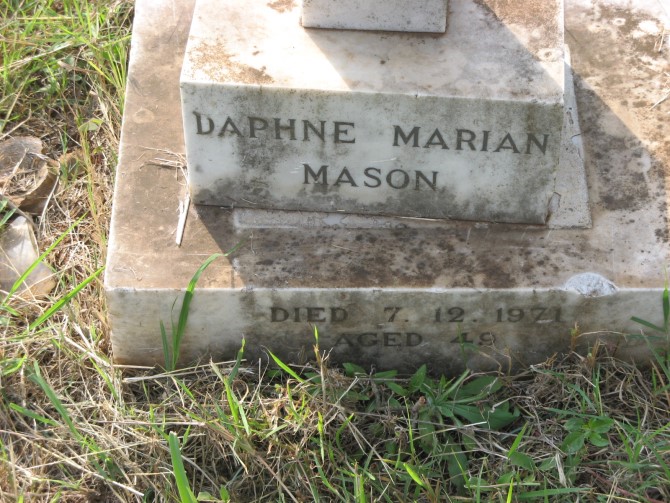 DAPHNE MARIAN
MASON
DIED 7. 12. 1971
AGED 49